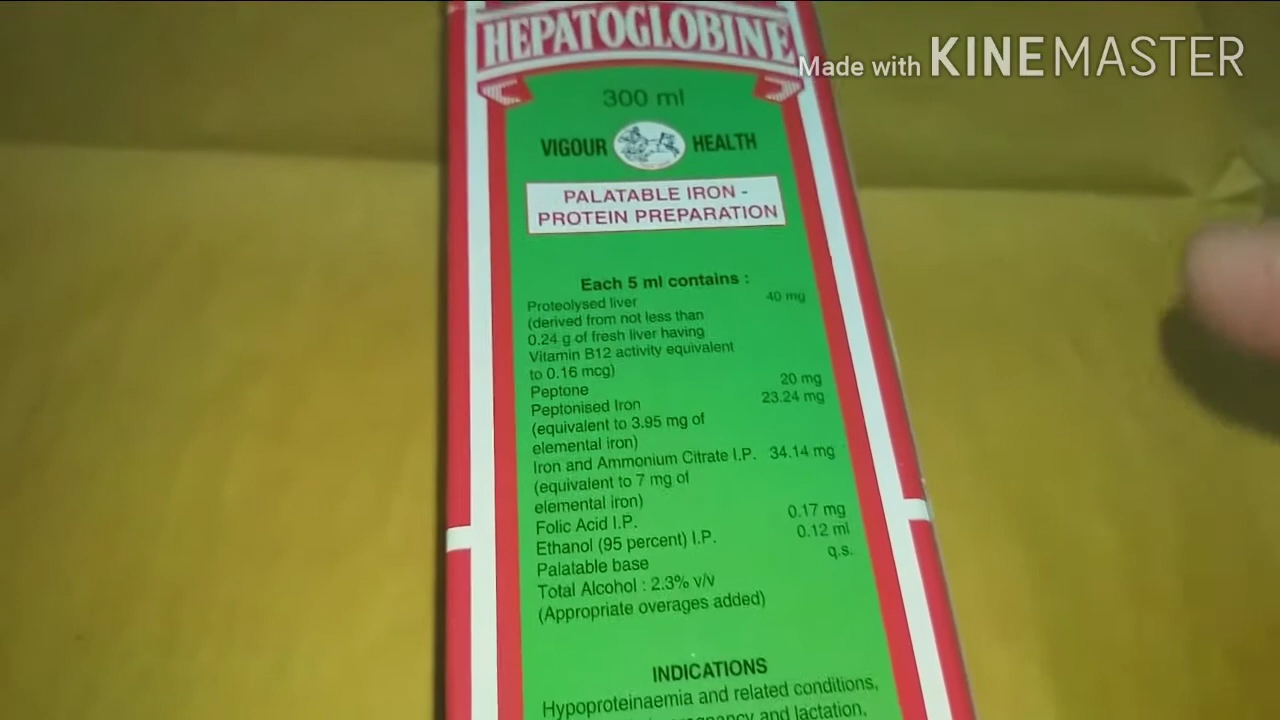 HEPATOGLOBINE
Made with KINEMASTER
300 ml
VIGOUR HEALTH
PALATABLE IRON -
PROTEIN PREPARATION
Each 5 ml contains :
Proteolysed liver 40 mg
(derived from not less than
0.24 g of fresh liver having
Vitamin B12 activity equivalent
to 0.16 mcg)
Peptone 20 mg
Peptonised Iron 23.24 mg
(equivalent to 3.95 mg of
elemental iron)
Iron and Ammonium Citrate I.P. 34.14 mg
(equivalent to 7 mg of
elemental iron)
Folic Acid I.P. 0.17 mg
Ethanol (95 percent) I.P. 0.12 ml
Palatable base q.s.
Total Alcohol : 2.3% v/v
(Appropriate overages added)
INDICATIONS
Hypoproteinaemia and related conditions,
and lactation,